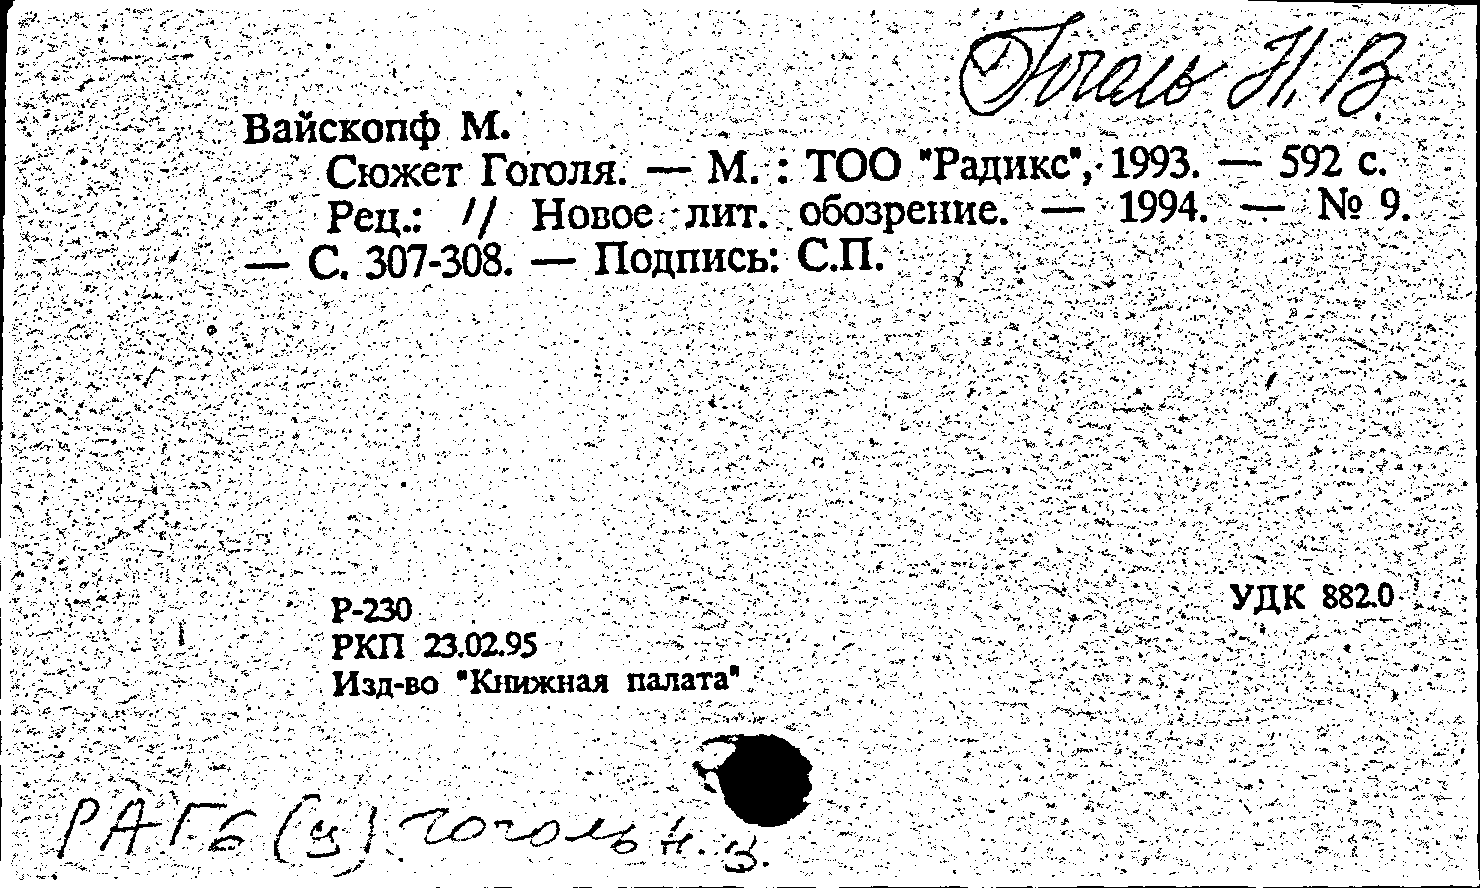 Гоголь Н. В.
Вайскопф М.
Сюжет Гоголя. — М. : ТОО "Радикс", 1993. — 592 с.
Рец.: // Новое лит. обозрение. — 1994. — № 9.
— С. 307-308. — Подпись: С.П.
Р-230
УДК 882.0
РКП 23.02.95
Изд-во "Книжная палата"
Гоголь Н.